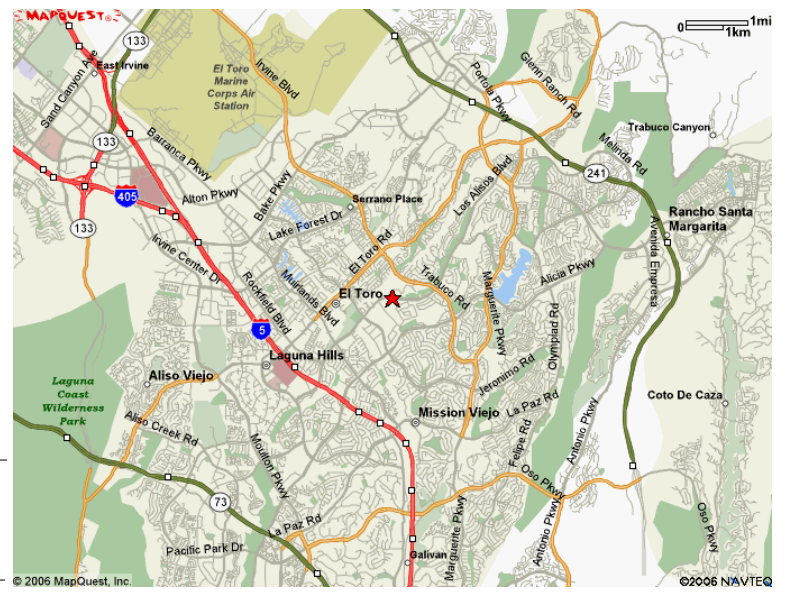 MAPQUEST
0 1mi
1km
133
East Irvine
Sand Canyon Ave
El Toro
Marine
Corps Air
Station
Irvine Blvd
Portola Pkwy
Glenn Ranch Rd
Trabuco Canyon
Melinda Rd
241
133
Barranca Pkwy
405
Alton Pkwy
Bake Pkwy
Serrano Place
Los Alisos Blvd
Rancho Santa
Margarita
133
Lake Forest Dr
Irvine Center Dr
El Toro Rd
Avenida Empresa
Rockfield Blvd
Muirlands Blvd
Trabuco Rd
Alicia Pkwy
Marguerite Pkwy
El Toro
5
Olympiad Rd
Laguna Hills
Aliso Viejo
Jeronimo Rd
Laguna
Coast
Wilderness
Park
La Paz Rd
Coto De Caza
Mission Viejo
Aliso Creek Rd
Moulton Pkwy
Felipe Rd
Antonio Pkwy
Oso Pkwy
73
La Paz Rd
Marguerite Pkwy
Antonio Pkwy
Oso Pkwy
Pacific Park Dr
Galivan
© 2006 MapQuest, Inc.
©2006 NAVTEQ